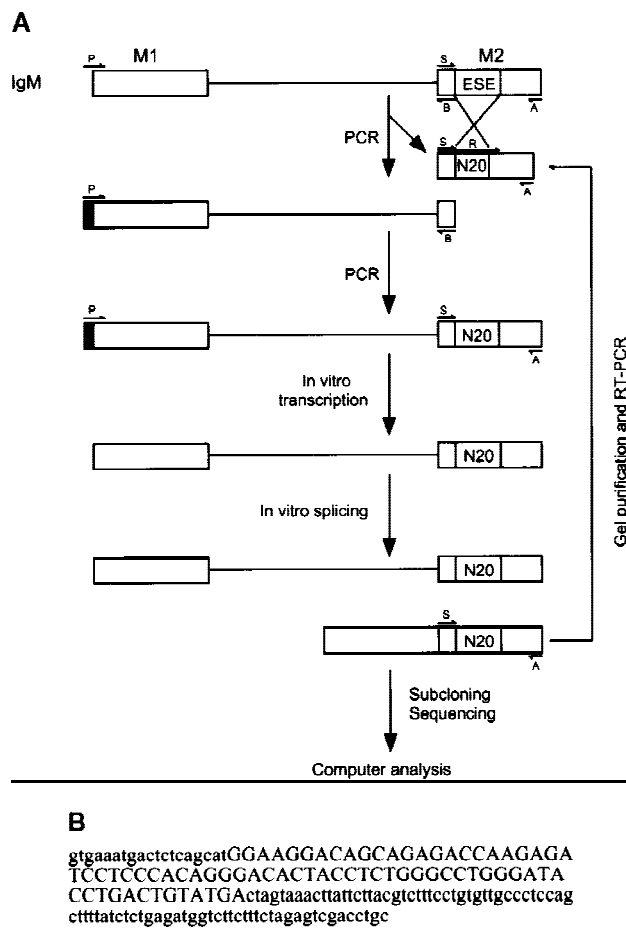 A
P
M1
S
M2
IgM
ESE
B
A
PCR
S
R
N20
A
P
B
PCR
P
S
N20
A
In vitro
transcription
N20
In vitro splicing
N20
S
N20
A
Gel purification and RT-PCR
Subcloning
Sequencing
Computer analysis
B
gtgaaatgactctcagcatGGAAGGACAGCAGAGACCAAGAGA
TCCTCCCACAGGGACACTACCTCTGGGCCTGGGATA
CCTGACTGTATGActagtaaacttattcttacgtctttcctgtgttgccctccag
cttttatctctgagatggtcttctttctagagtcgacctgc